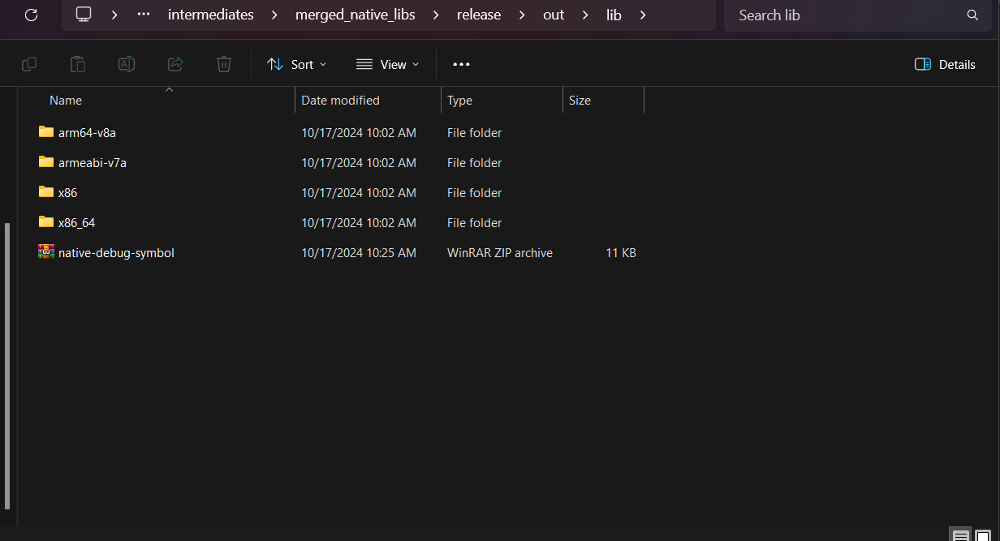 intermediates > merged_native_libs > release > out > lib >
Search lib
Sort
View
Details
Name Date modified Type Size
arm64-v8a 10/17/2024 10:02 AM File folder
armeabi-v7a 10/17/2024 10:02 AM File folder
x86 10/17/2024 10:02 AM File folder
x86_64 10/17/2024 10:02 AM File folder
native-debug-symbol 10/17/2024 10:25 AM WinRAR ZIP archive 11 KB